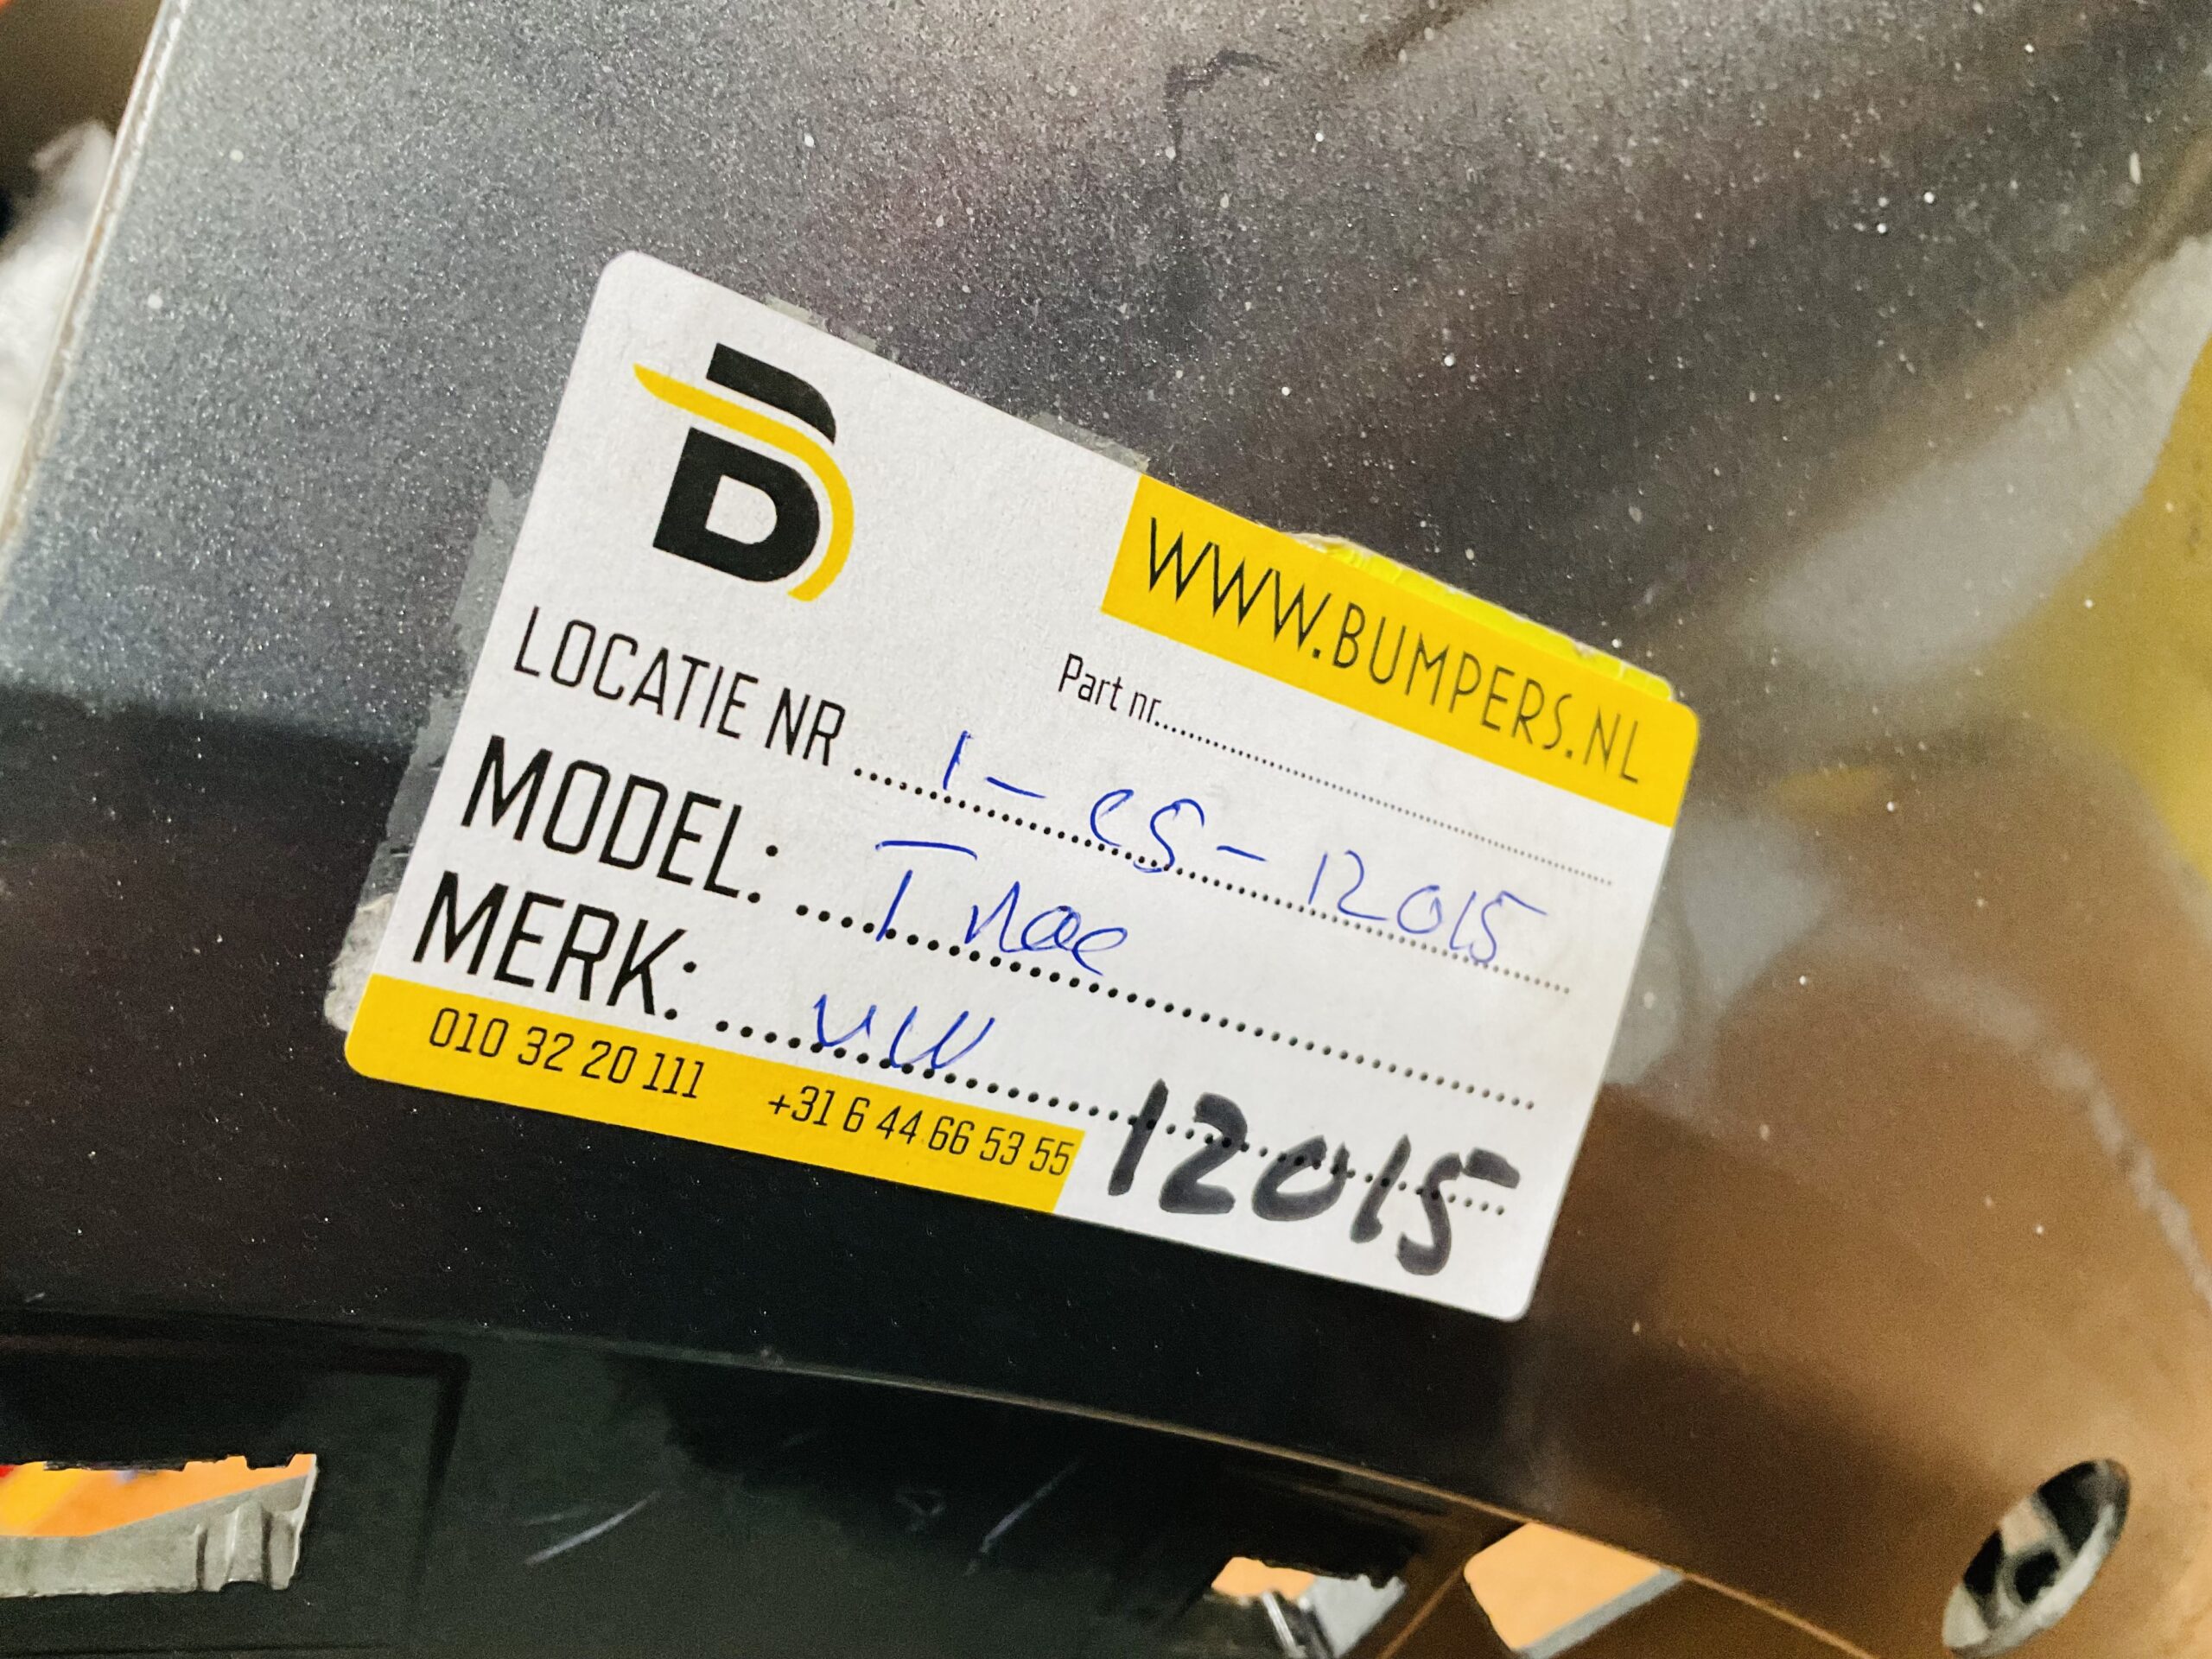 B
WWW.BUMPERS.NL
Part nr.....
LOCATIE NR ..... 1 - CS - 12015
MODEL: .....
MERK: ..... VW
010 32 20 111 +31 6 44 66 53 55
12015